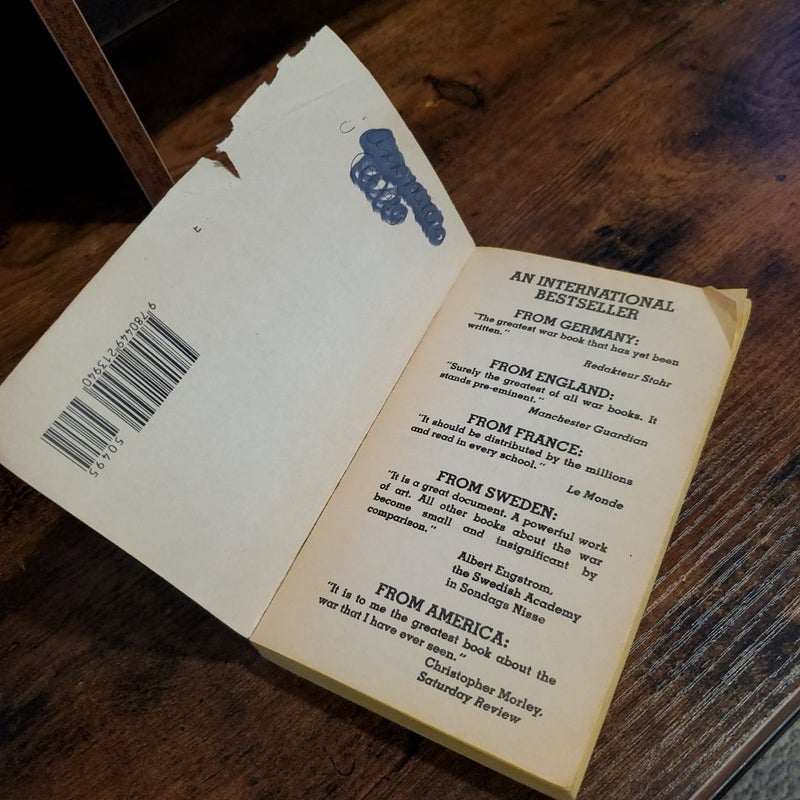 9 780449 213940
50495
AN INTERNATIONAL
BESTSELLER
FROM GERMANY:
"The greatest war book that has yet been
written."
Redakteur Stohr
FROM ENGLAND:
"Surely the greatest of all war books. It
stands pre-eminent."
Manchester Guardian
FROM FRANCE:
"It should be distributed by the millions
and read in every school."
Le Monde
FROM SWEDEN:
"It is a great document. A powerful work
of art. All other books about the war
become small and insignificant by
comparison."
Albert Engstrom,
the Swedish Academy
in Sondags Nisse
FROM AMERICA:
"It is to me the greatest book about the
war that I have ever seen."
Christopher Morley,
Saturday Review